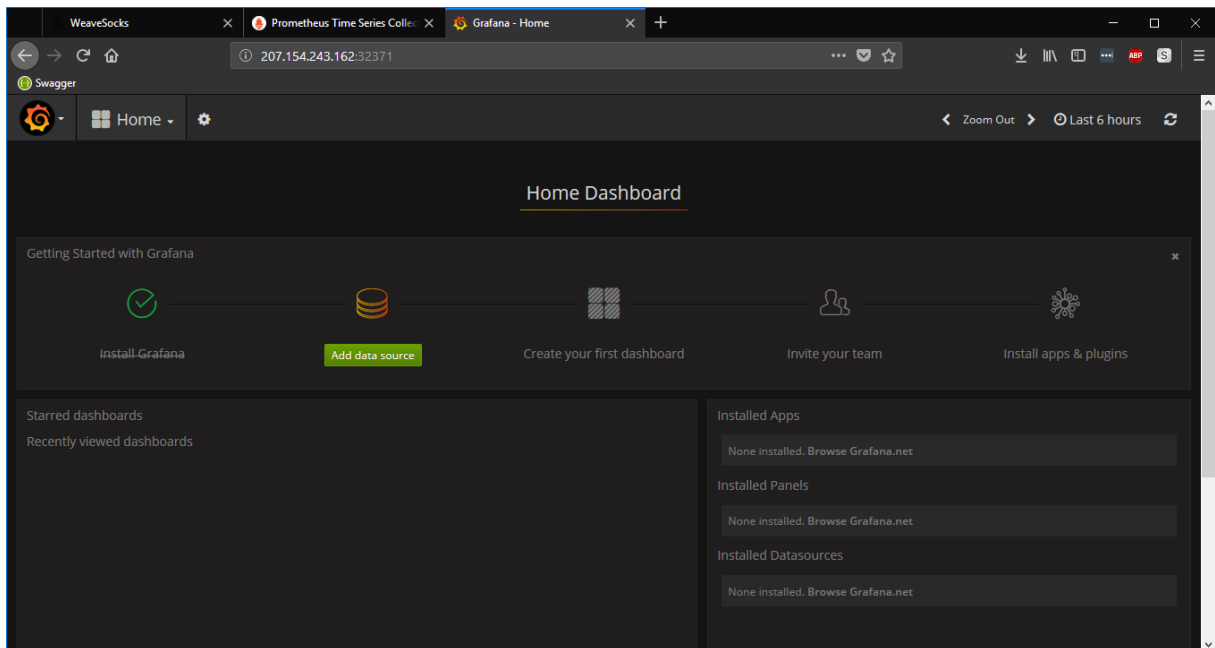 WeaveSocks
Prometheus Time Series Collec
Grafana - Home
207.154.243.162:32371
ABP
S
Swagger
Home
Zoom Out
Last 6 hours
Home Dashboard
Getting Started with Grafana
Install Grafana
Add data source
Create your first dashboard
Invite your team
Install apps & plugins
Starred dashboards
Recently viewed dashboards
Installed Apps
None installed. Browse Grafana.net
Installed Panels
None installed. Browse Grafana.net
Installed Datasources
None installed. Browse Grafana.net